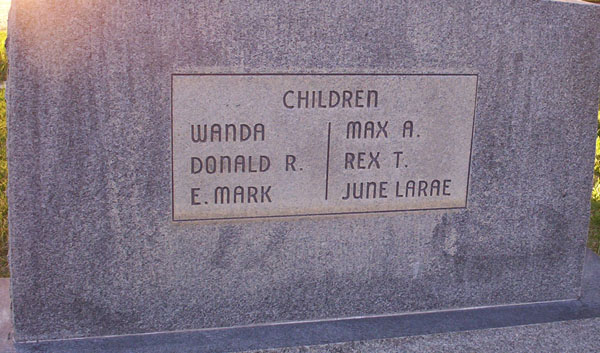 CHILDREN
WANDA
DONALD R.
E. MARK
MAX A.
REX T.
JUNE LARAE